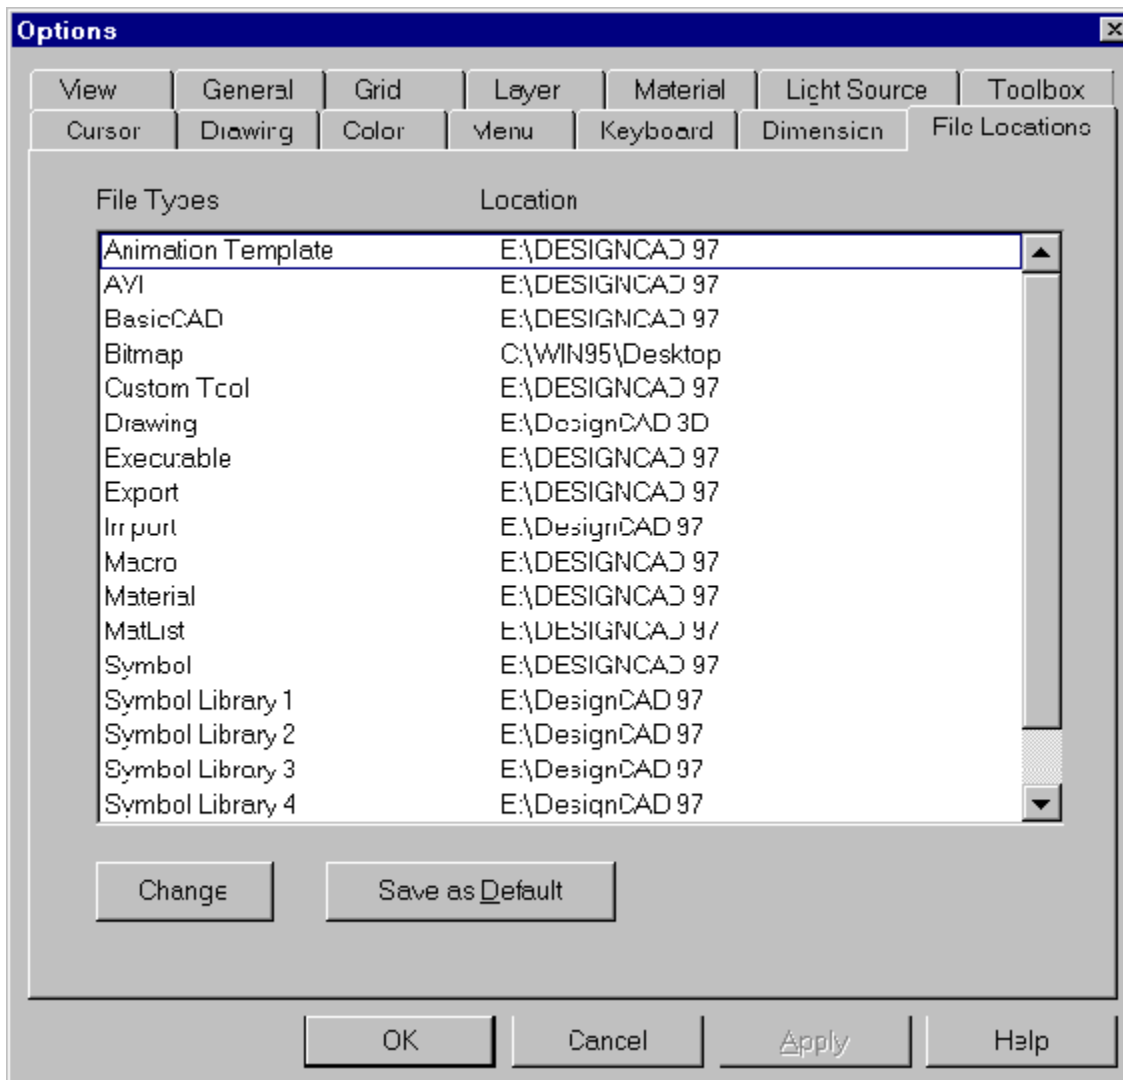 Options
View General Grid Layer Material Light Source Toolbox
Cursor Drawing Color Menu Keyboard Dimension File Locations
File Types Location
Animation Template E:\DESIGNCAD 97
AVI E:\DESIGNCAD 97
BasicCAD E:\DESIGNCAD 97
Bitmap C:\WIN95\Desktop
Custom Tool E:\DESIGNCAD 97
Drawing E:\DesignCAD 3D
Executable E:\DESIGNCAD 97
Export E:\DESIGNCAD 97
Import E:\DesignCAD 97
Macro E:\DESIGNCAD 97
Material E:\DESIGNCAD 97
MatList E:\DESIGNCAD 97
Symbol E:\DESIGNCAD 97
Symbol Library 1 E:\DesignCAD 97
Symbol Library 2 E:\DesignCAD 97
Symbol Library 3 E:\DesignCAD 97
Symbol Library 4 E:\DesignCAD 97
Change Save as Default
OK Cancel Apply Help